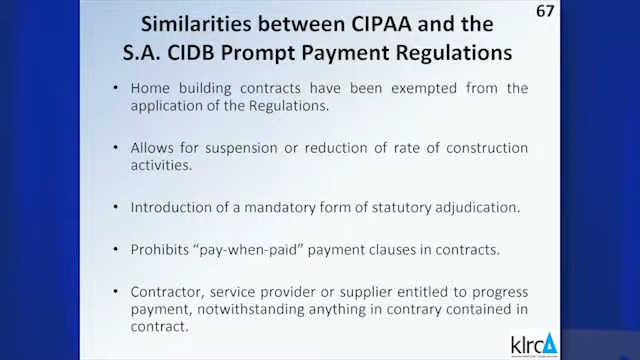 67
Similarities between CIPAA and the
S.A. CIDB Prompt Payment Regulations
• Home building contracts have been exempted from the
application of the Regulations.
• Allows for suspension or reduction of rate of construction
activities.
• Introduction of a mandatory form of statutory adjudication.
• Prohibits “pay-when-paid” payment clauses in contracts.
• Contractor, service provider or supplier entitled to progress
payment, notwithstanding anything in contrary contained in
contract.
klrcA